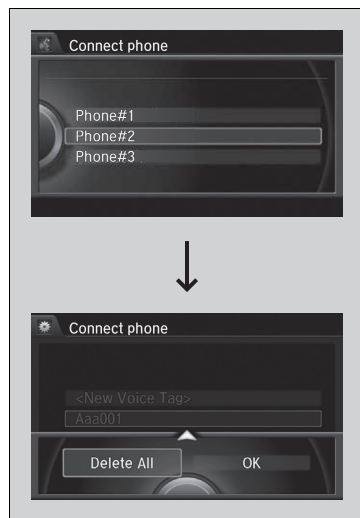 Connect phone
Phone#1
Phone#2
Phone#3
Connect phone
<New Voice Tag>
Aaa001
Delete All OK